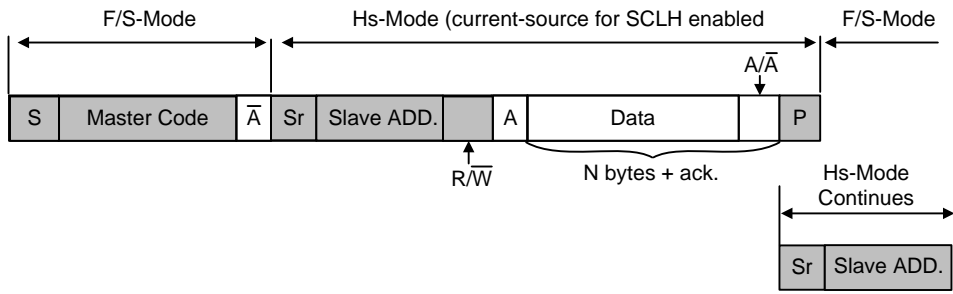 F/S-Mode
Hs-Mode (current-source for SCLH enabled
F/S-Mode
A/A̅
S
Master Code
A̅
Sr
Slave ADD.
A
Data
P
R/W̅
N bytes + ack.
Hs-Mode
Continues
Sr
Slave ADD.